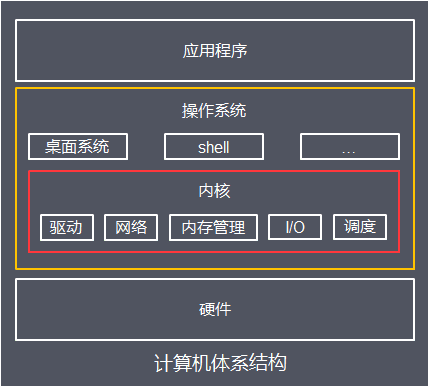 应用程序
操作系统
桌面系统 shell ...
内核
驱动 网络 内存管理 I/O 调度
硬件
计算机体系结构